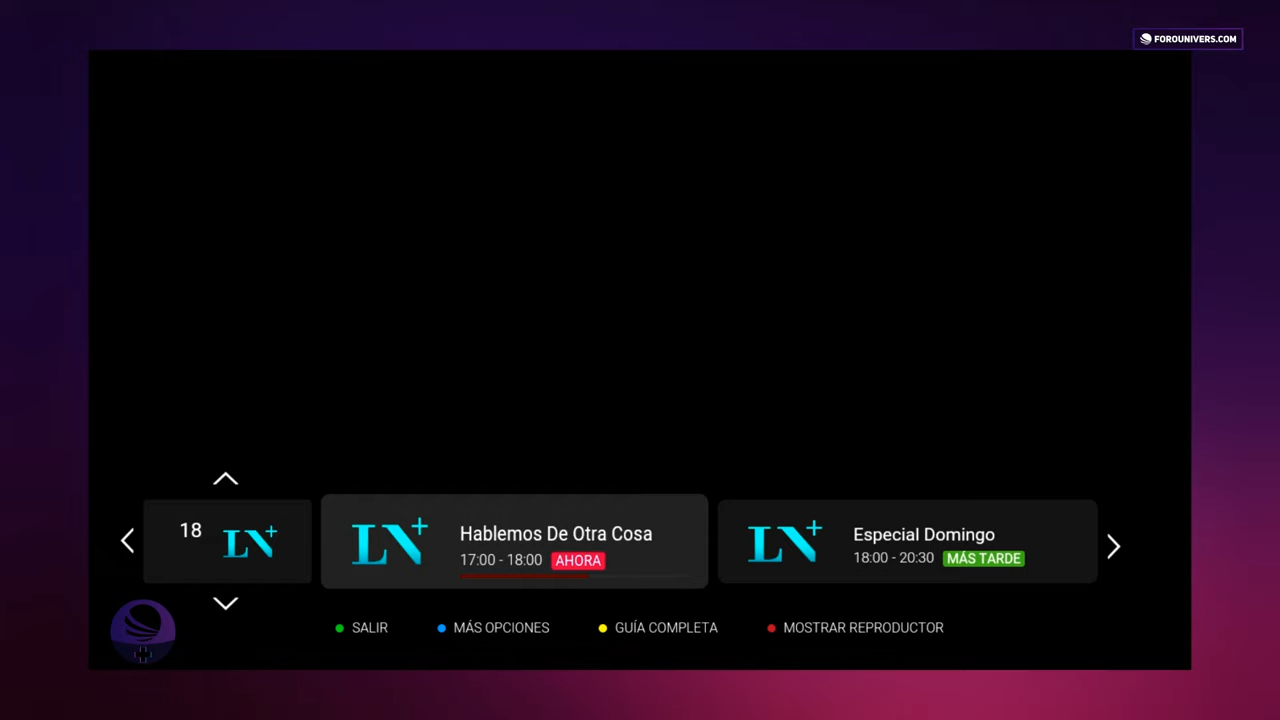 FOROUNIVERS.COM
18 LN+
LN+ Hablemos De Otra Cosa
17:00 - 18:00 AHORA
LN+ Especial Domingo
18:00 - 20:30 MÁS TARDE
SALIR MÁS OPCIONES GUÍA COMPLETA MOSTRAR REPRODUCTOR